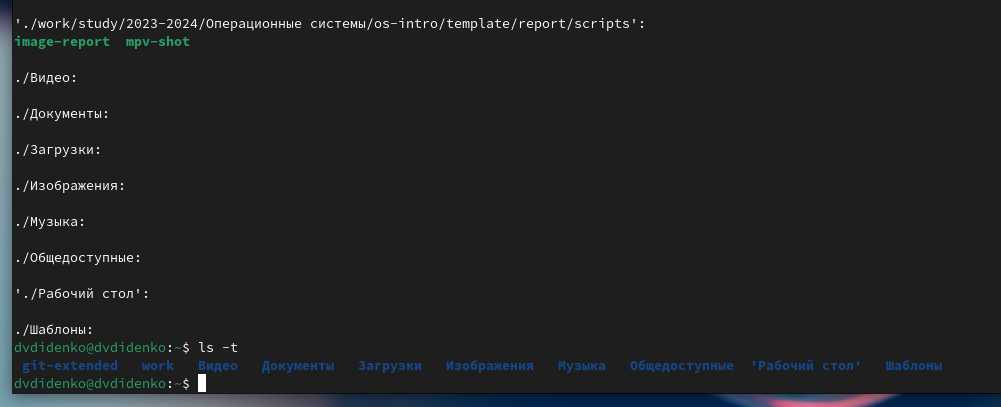 './work/study/2023-2024/Операционные системы/os-intro/template/report/scripts':
image-report  mpv-shot
./Видео:
./Документы:
./Загрузки:
./Изображения:
./Музыка:
./Общедоступные:
'./Рабочий стол':
./Шаблоны:
dvdidenko@dvdidenko:~$ ls -t
git-extended   work   Видео   Документы   Загрузки   Изображения   Музыка   Общедоступные  'Рабочий стол'   Шаблоны
dvdidenko@dvdidenko:~$